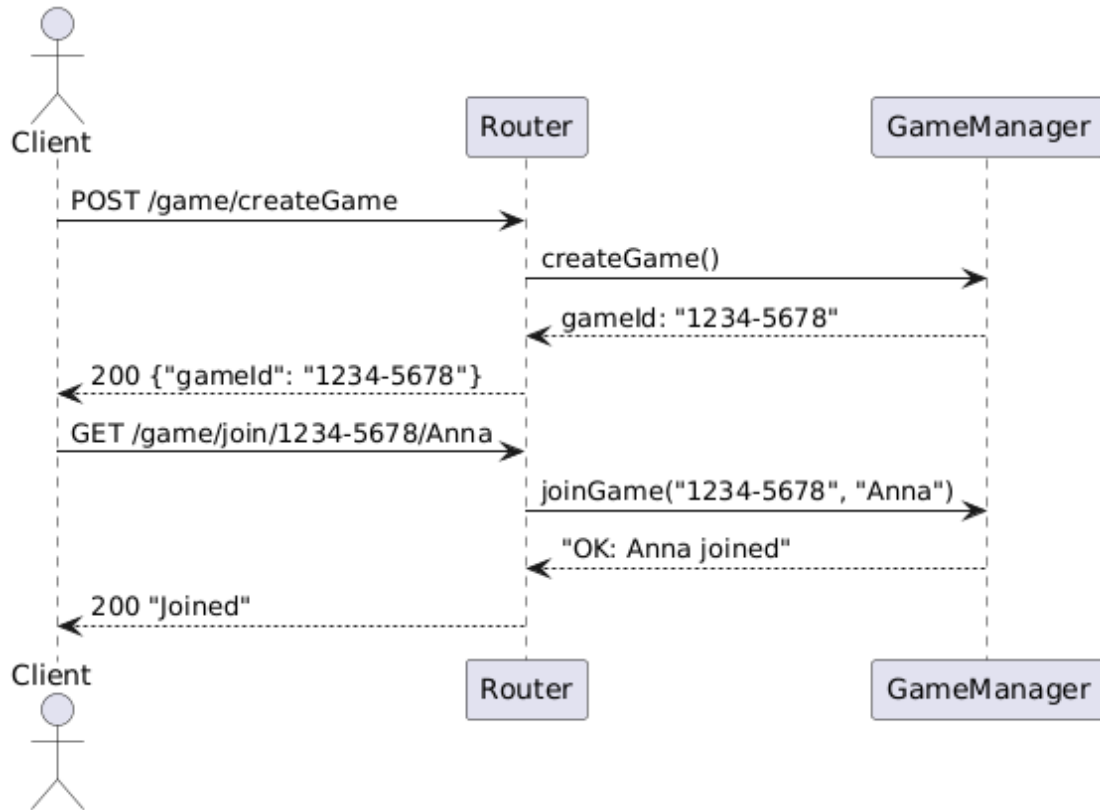 Client
Router
GameManager
POST /game/createGame
createGame()
gameId: "1234-5678"
200 {"gameId": "1234-5678"}
GET /game/join/1234-5678/Anna
joinGame("1234-5678", "Anna")
"OK: Anna joined"
200 "Joined"
Client
Router
GameManager